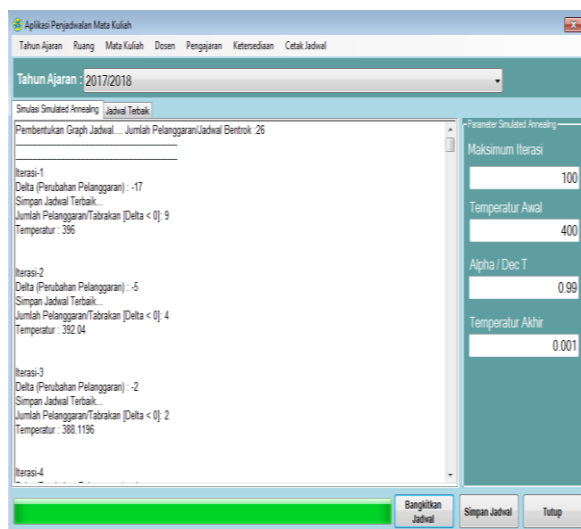 Aplikasi Penjadwalan Mata Kuliah
Tahun Ajaran Ruang Mata Kuliah Dosen Pengajaran Ketersediaan Cetak Jadwal
Tahun Ajaran : 2017/2018
Simulasi Simulated Annealing Jadwal Terbaik
Pembentukan Graph Jadwal.... Jumlah Pelanggaran/Jadwal Bentrok :26
Iterasi-1
Delta (Perubahan Pelanggaran) : -17
Simpan Jadwal Terbaik...
Jumlah Pelanggaran/Tabrakan [Delta < 0]: 9
Temperatur : 396
Iterasi-2
Delta (Perubahan Pelanggaran) : -5
Simpan Jadwal Terbaik...
Jumlah Pelanggaran/Tabrakan [Delta < 0]: 4
Temperatur : 392.04
Iterasi-3
Delta (Perubahan Pelanggaran) : -2
Simpan Jadwal Terbaik...
Jumlah Pelanggaran/Tabrakan [Delta < 0]: 2
Temperatur : 388.1196
Iterasi-4
Parameter Simulated Annealing
Maksimum Iterasi
100
Temperatur Awal
400
Alpha / Dec T
0.99
Temperatur Akhir
0.001
Bangkitkan
Jadwal
Simpan Jadwal
Tutup